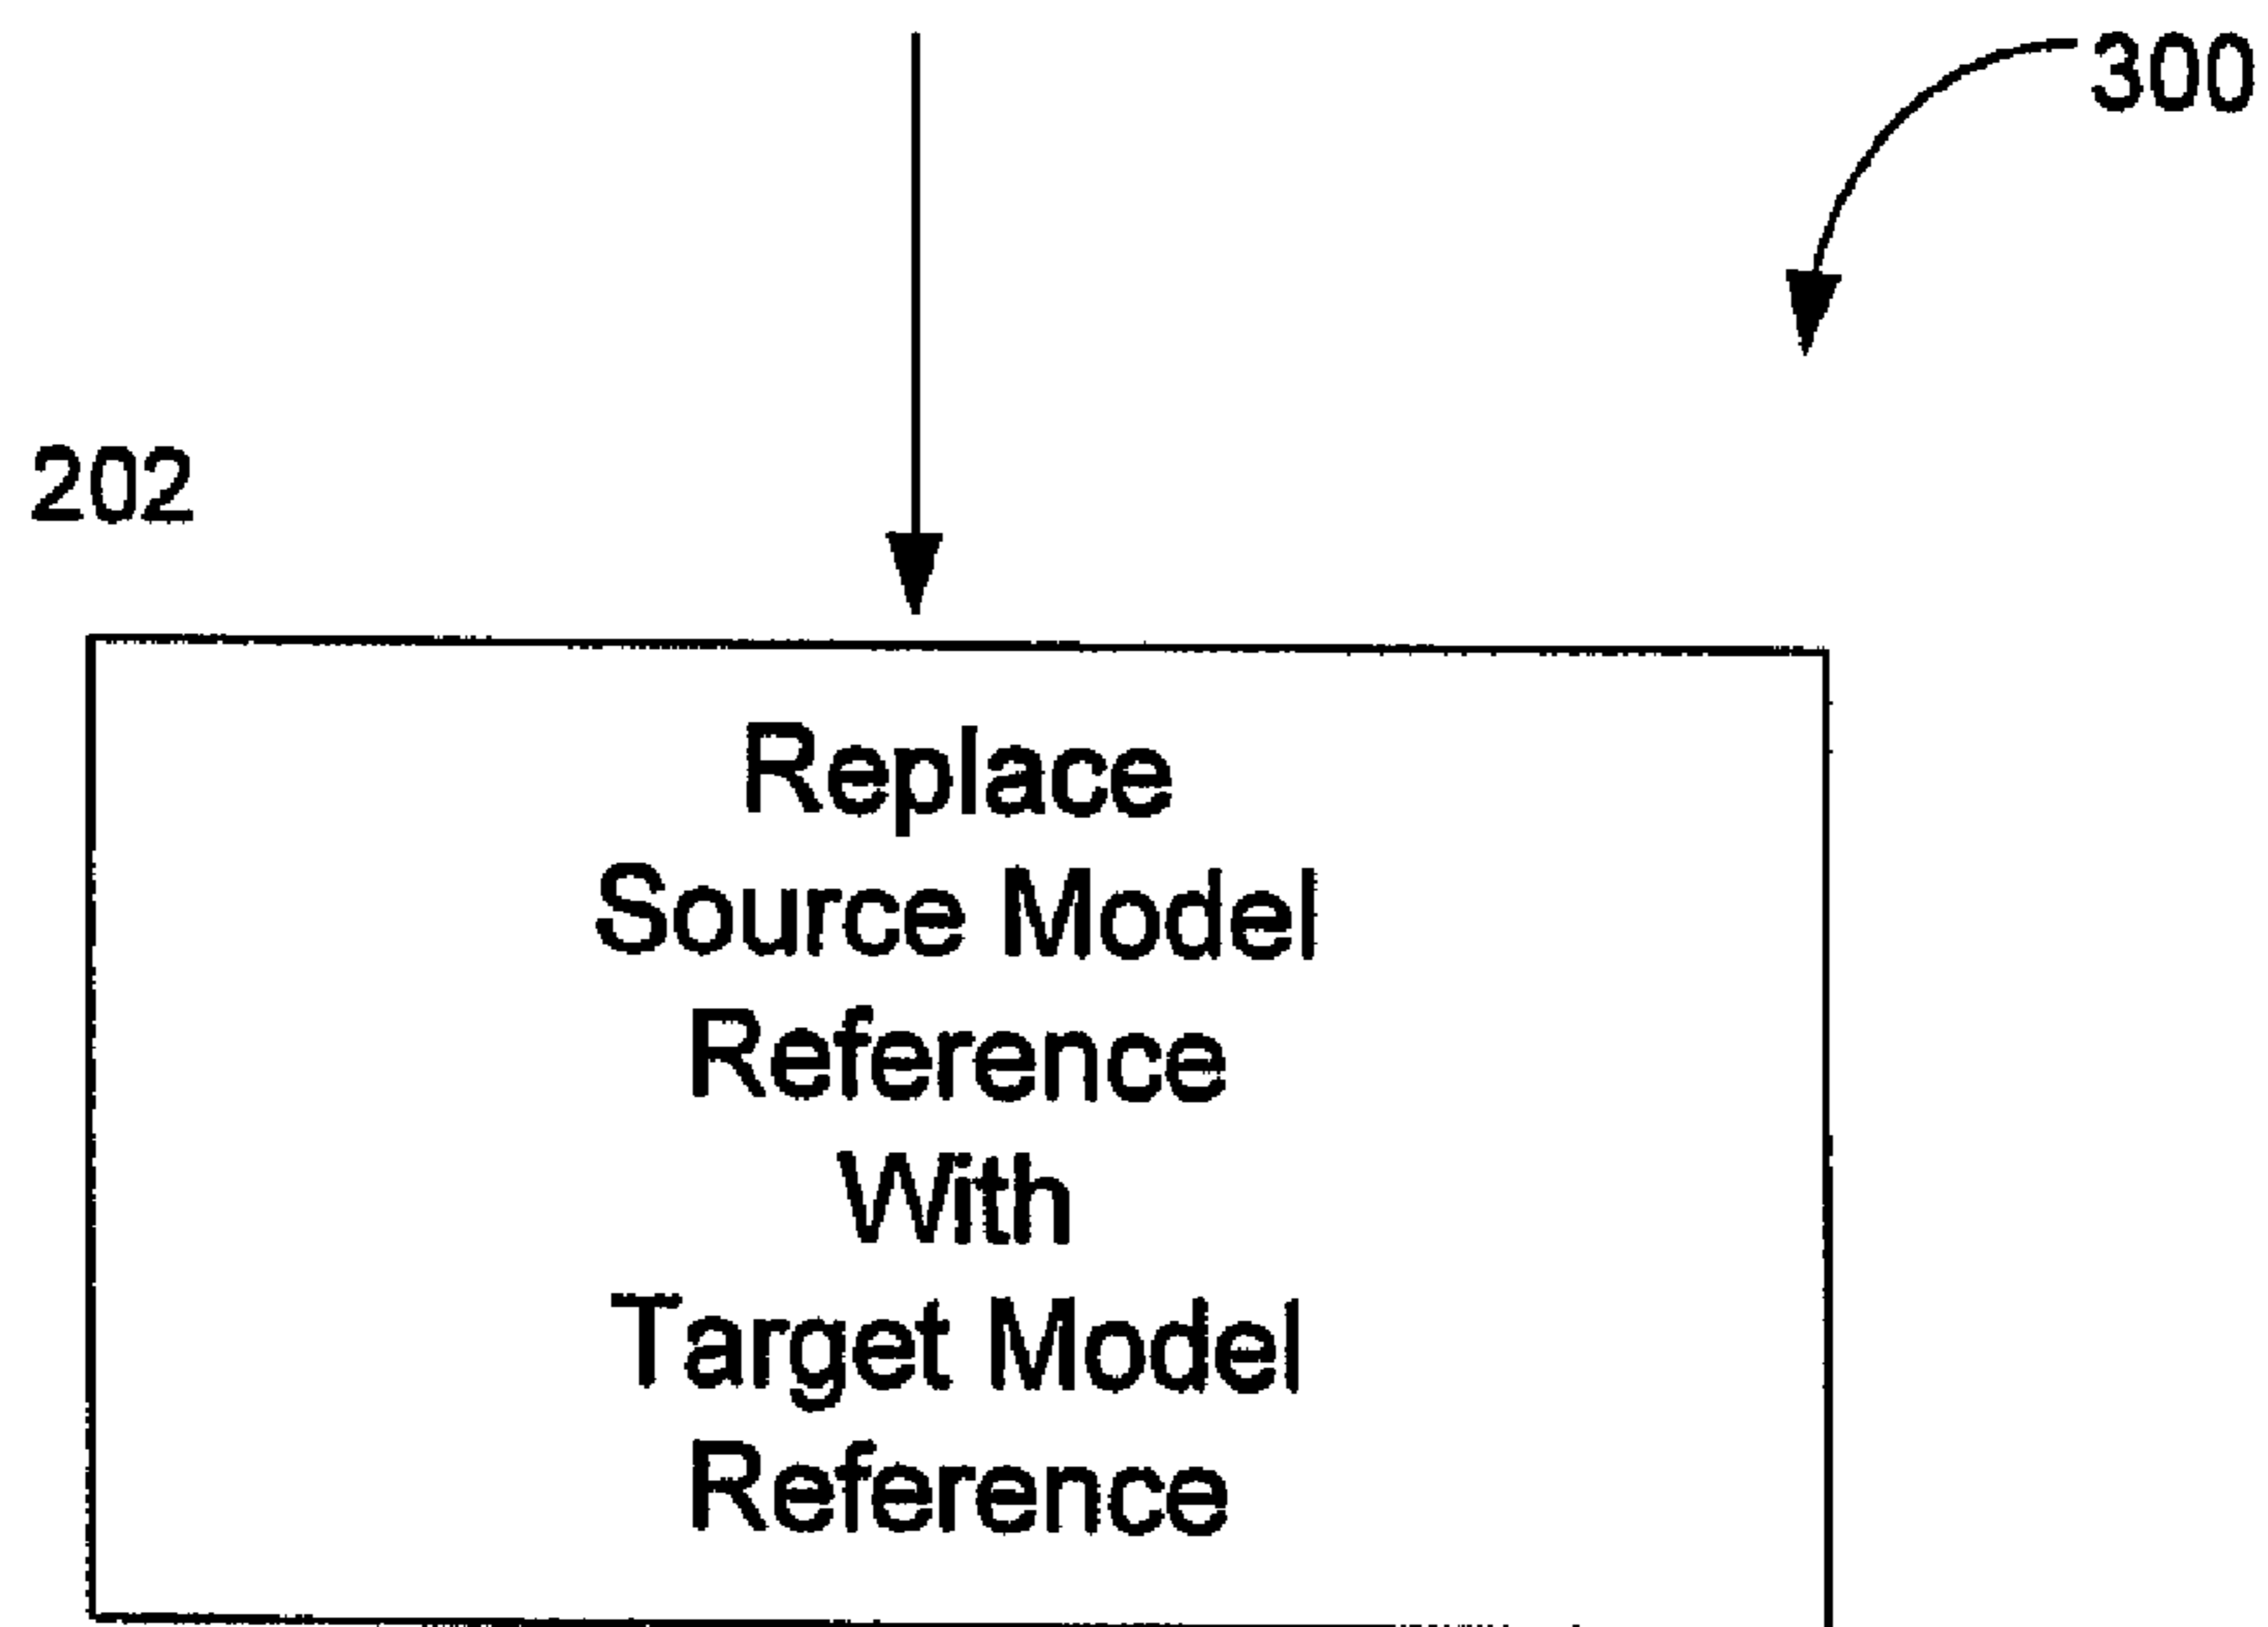 300
202
Replace
Source Model
Reference
With
Target Model
Reference